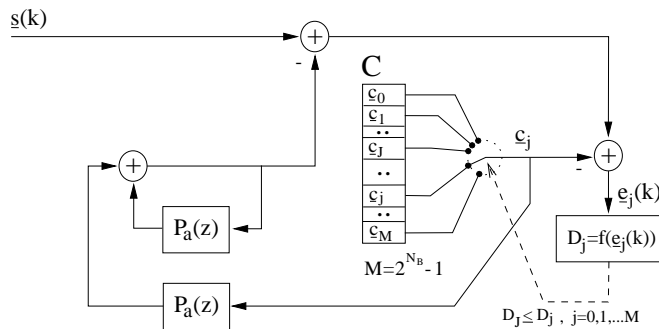 s(k)
+
-
C
c_0
c_1
..
c_J
..
c_j
..
c_M
M=2^{N_B}-1
c_j
+
-
e_j(k)
D_j=f(e_j(k))
D_J≤D_j , j=0,1,...M
+
P_a(z)
P_a(z)